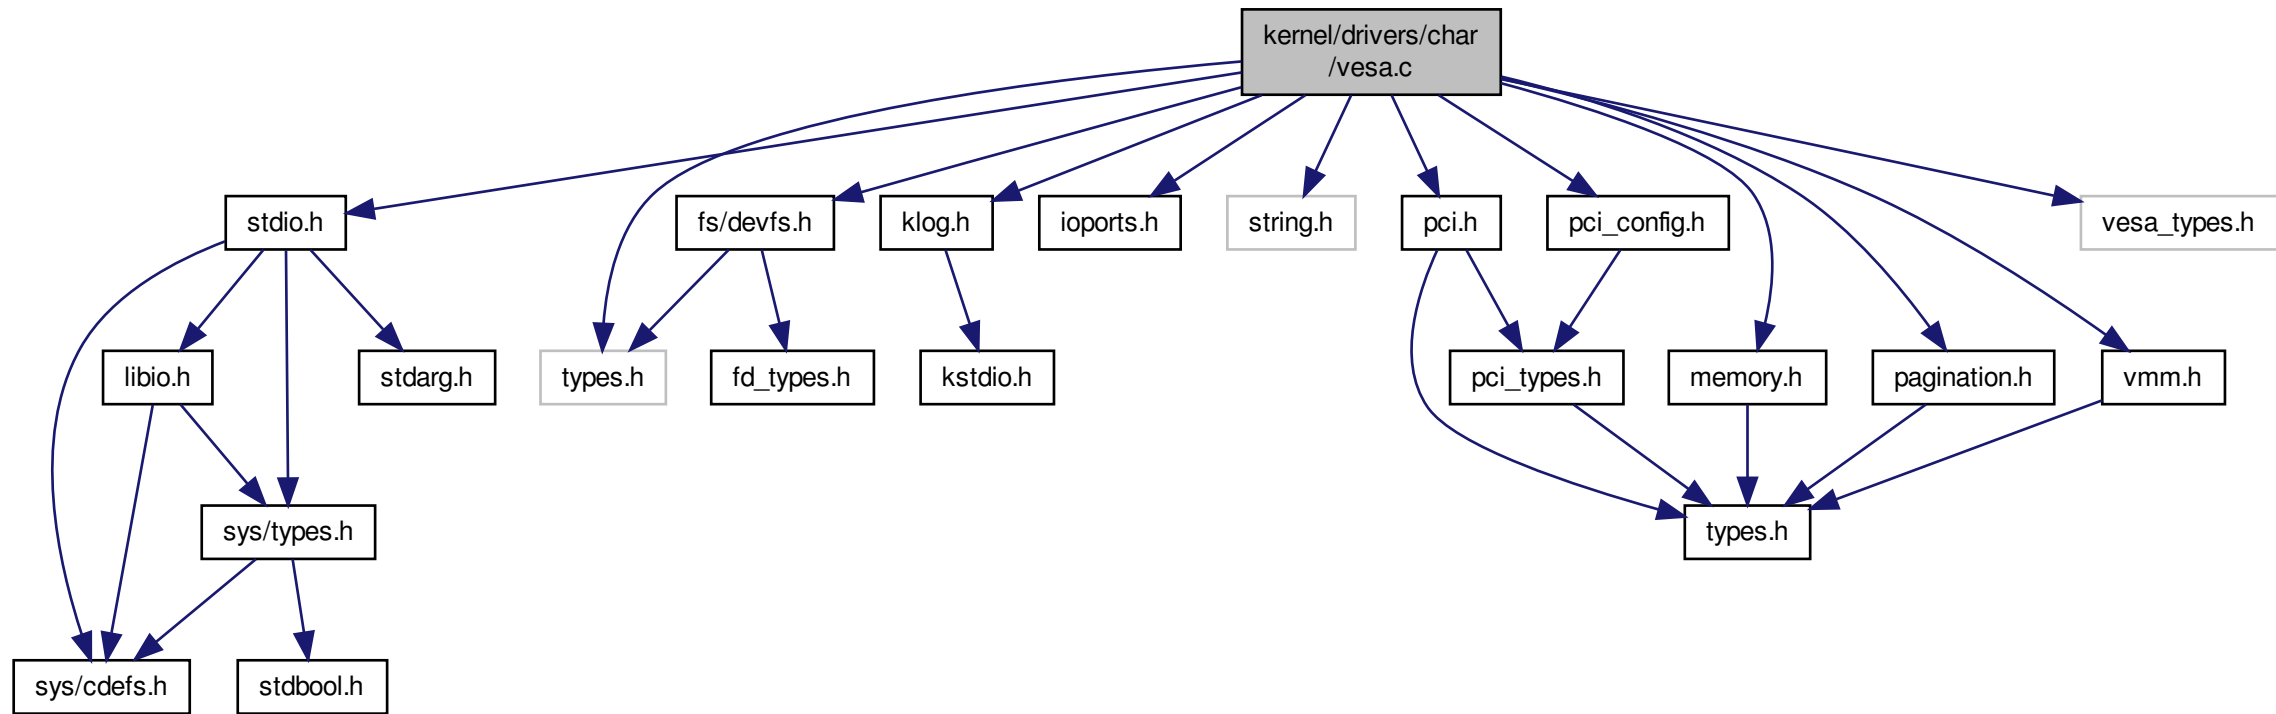 kernel/drivers/char
/vesa.c
stdio.h
fs/devfs.h
klog.h
ioports.h
string.h
pci.h
pci_config.h
vesa_types.h
libio.h
stdarg.h
types.h
fd_types.h
kstdio.h
pci_types.h
memory.h
pagination.h
vmm.h
sys/types.h
types.h
sys/cdefs.h
stdbool.h